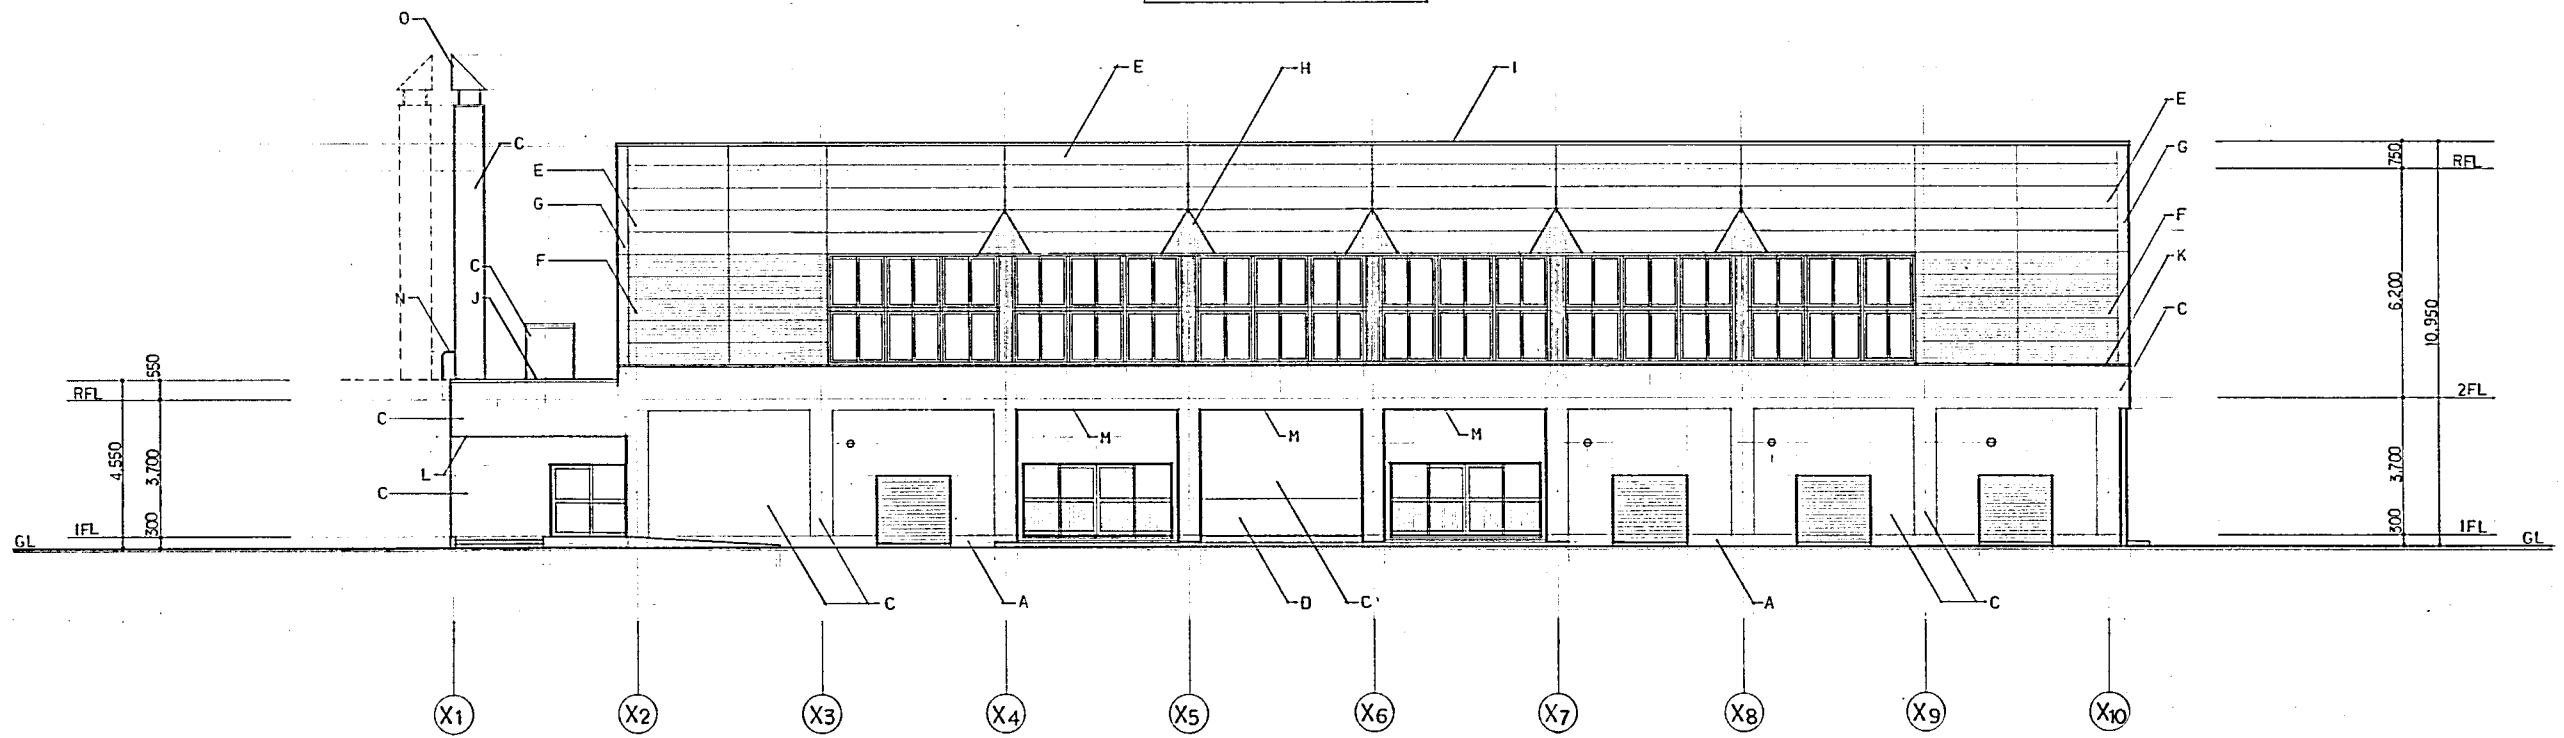 O
E H I
E
C G
E
G F
C F K
N J C
550 750
RFL RFL
6,200 10,950
C 2FL
M M M
L
4,550 3,700 3,700
C
1FL 300 300 1FL
GL GL
C A D C A C
X1 X2 X3 X4 X5 X6 X7 X8 X9 X10